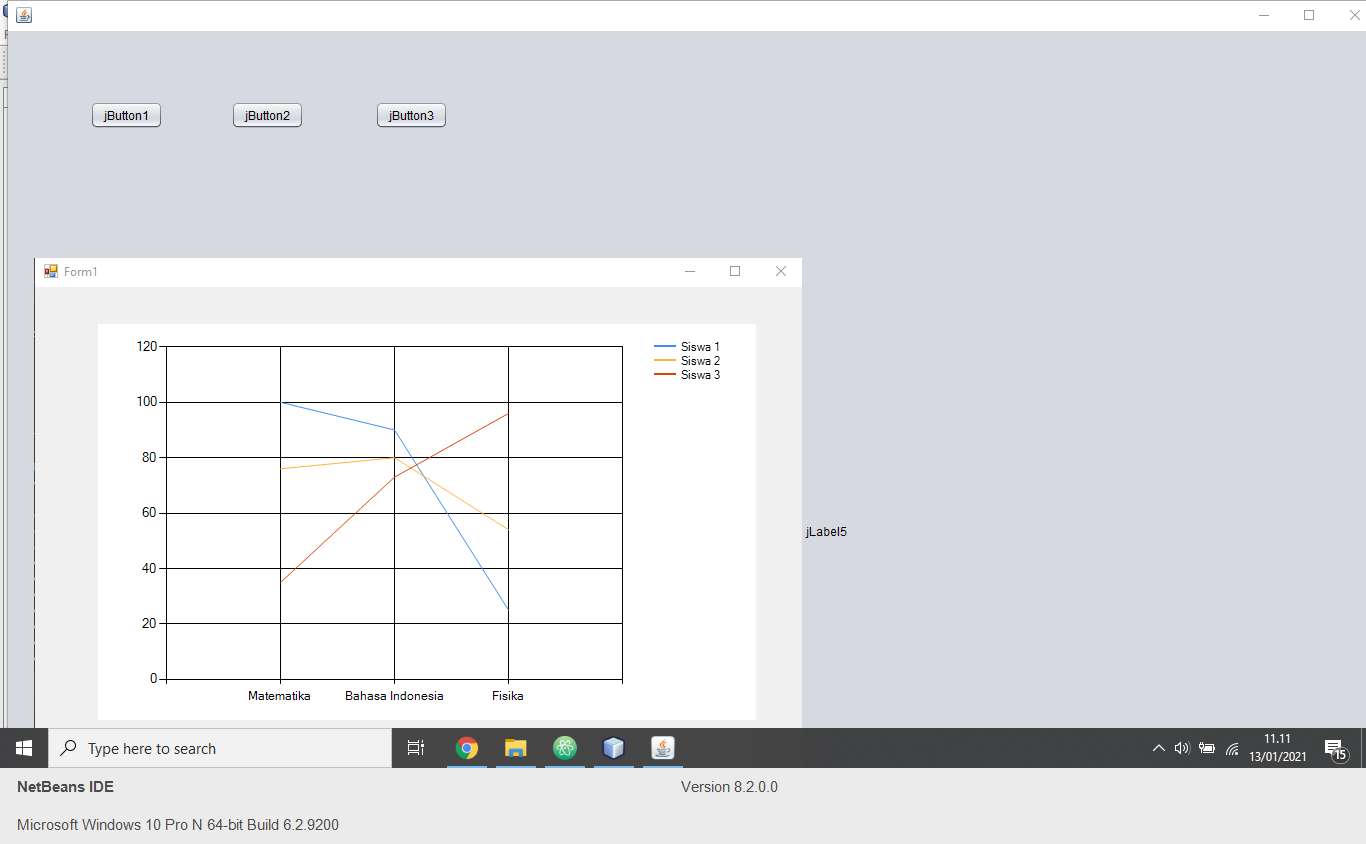 jButton1 jButton2 jButton3
Form1
120
100
80
60
40
20
0
Matematika Bahasa Indonesia Fisika
Siswa 1
Siswa 2
Siswa 3
jLabel5
Type here to search
11.11
13/01/2021
15
NetBeans IDE Version 8.2.0.0
Microsoft Windows 10 Pro N 64-bit Build 6.2.9200